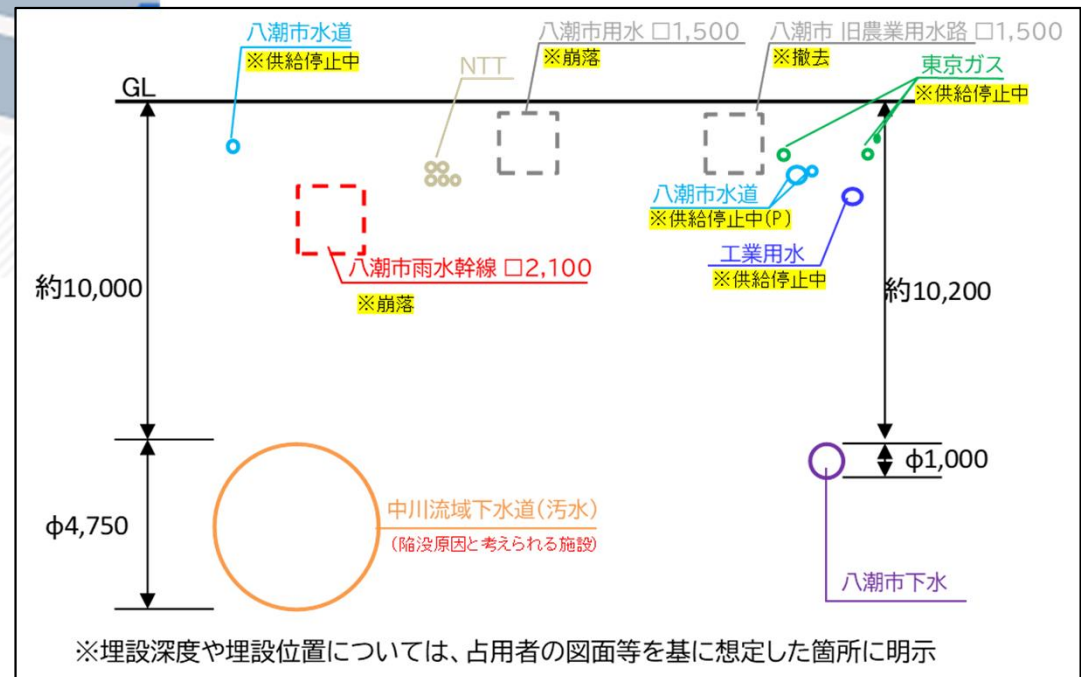 八潮市水道
※供給停止中
NTT
八潮市用水 □1,500
※崩落
八潮市 旧農業用水路 □1,500
※撤去
東京ガス
※供給停止中
GL
八潮市水道
※供給停止中(P)
工業用水
※供給停止中
八潮市雨水幹線 □2,100
※崩落
約10,000
約10,200
φ4,750
中川流域下水道(汚水)
(陥没原因と考えられる施設)
φ1,000
八潮市下水
※埋設深度や埋設位置については、占用者の図面等を基に想定した箇所に明示